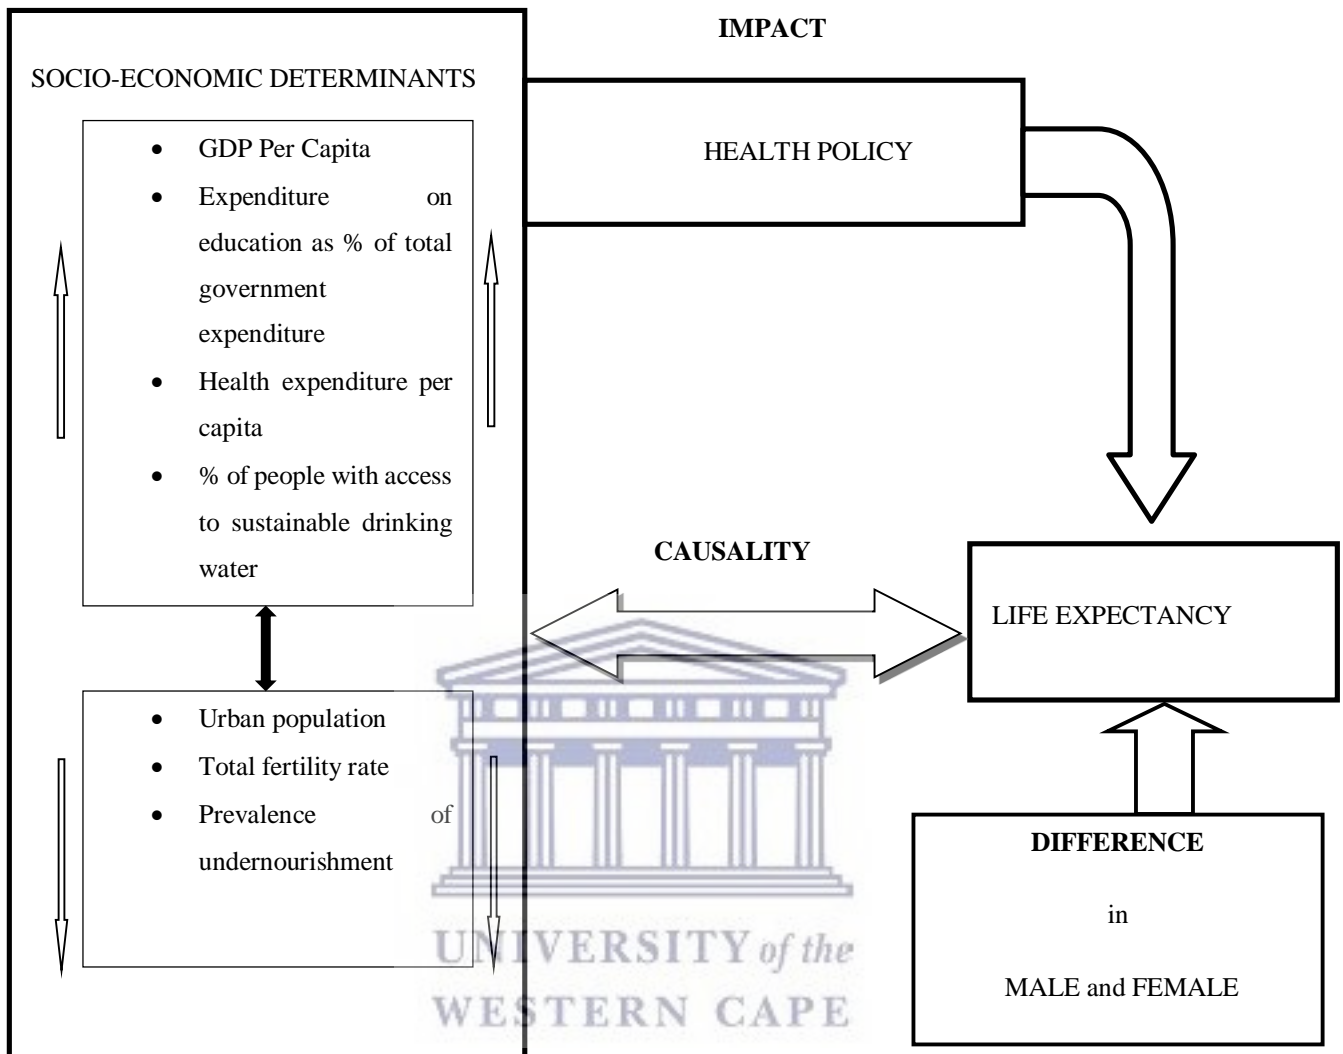 IMPACT
SOCIO-ECONOMIC DETERMINANTS
• GDP Per Capita
• Expenditure on
education as % of total
government
expenditure
• Health expenditure per
capita
• % of people with access
to sustainable drinking
water
• Urban population
• Total fertility rate
• Prevalence of
undernourishment
HEALTH POLICY
CAUSALITY
LIFE EXPECTANCY
DIFFERENCE
in
MALE and FEMALE
UNIVERSITY of the
WESTERN CAPE